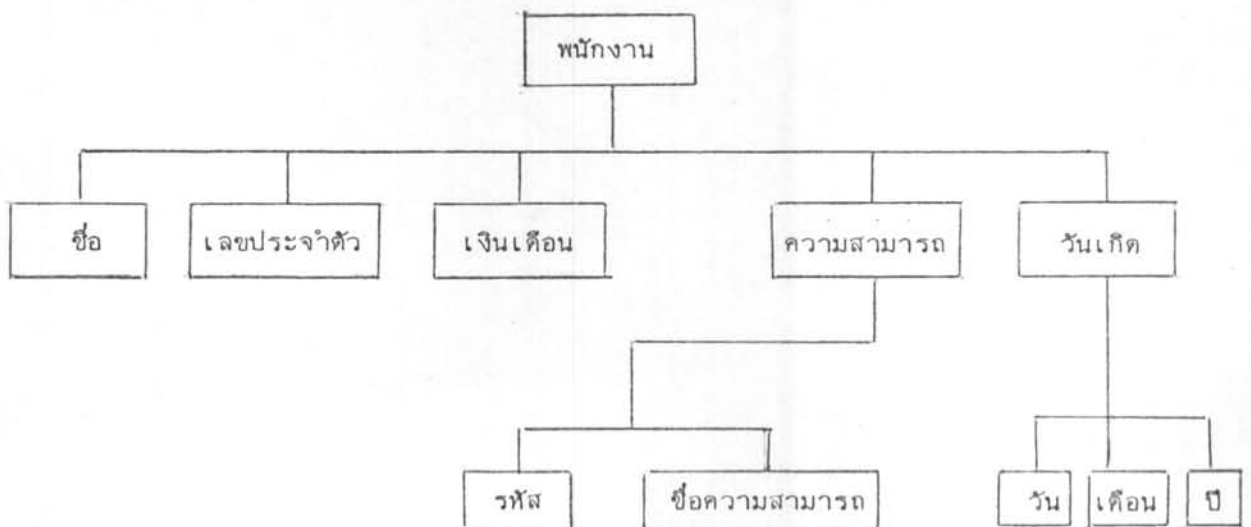 พนักงาน
ชื่อ เลขประจำตัว เงินเดือน ความสามารถ วันเกิด
รหัส ชื่อความสามารถ วัน เดือน ปี